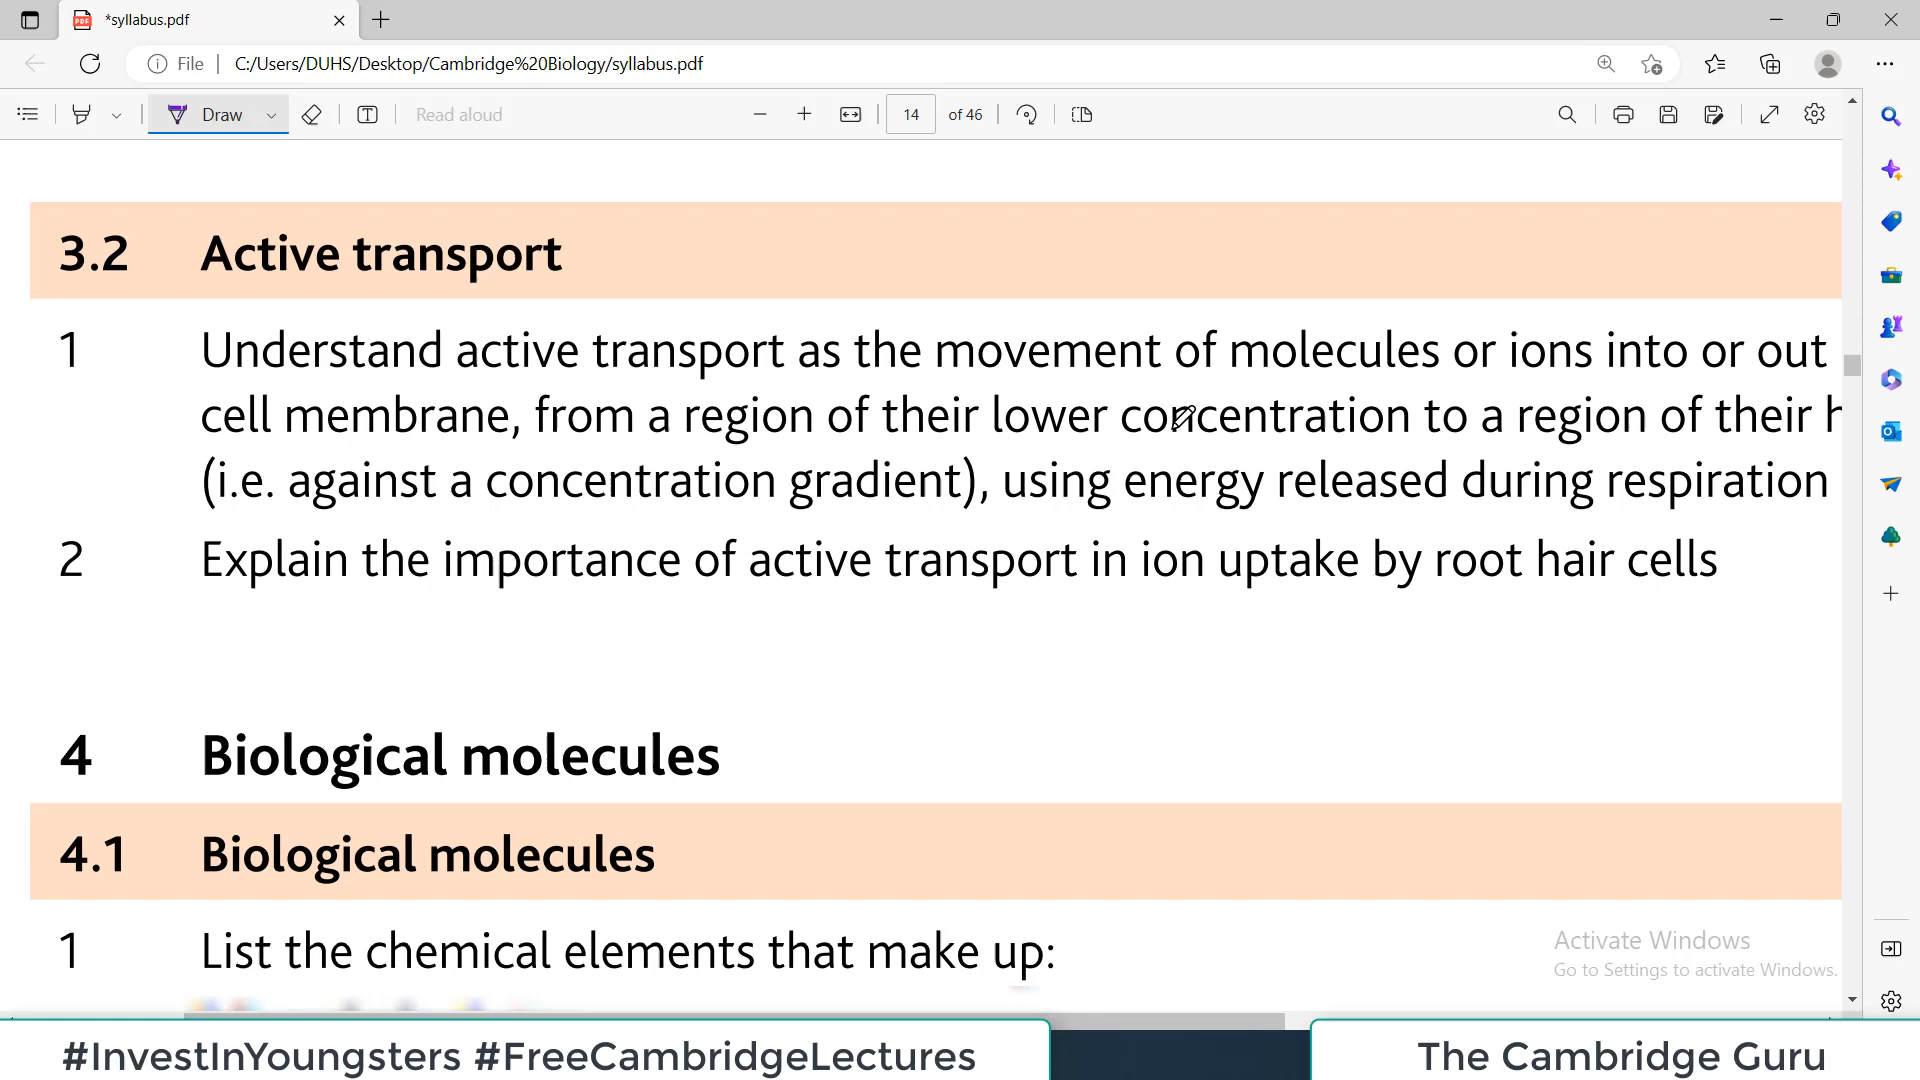 *syllabus.pdf
File
C:/Users/DUHS/Desktop/Cambridge%20Biology/syllabus.pdf
Draw
Read aloud
14
of 46
3.2 Active transport
1 Understand active transport as the movement of molecules or ions into or out
cell membrane, from a region of their lower concentration to a region of their h
(i.e. against a concentration gradient), using energy released during respiration
2 Explain the importance of active transport in ion uptake by root hair cells
4 Biological molecules
4.1 Biological molecules
1 List the chemical elements that make up:
Activate Windows
Go to Settings to activate Windows.
#InvestInYoungsters #FreeCambridgeLectures
The Cambridge Guru